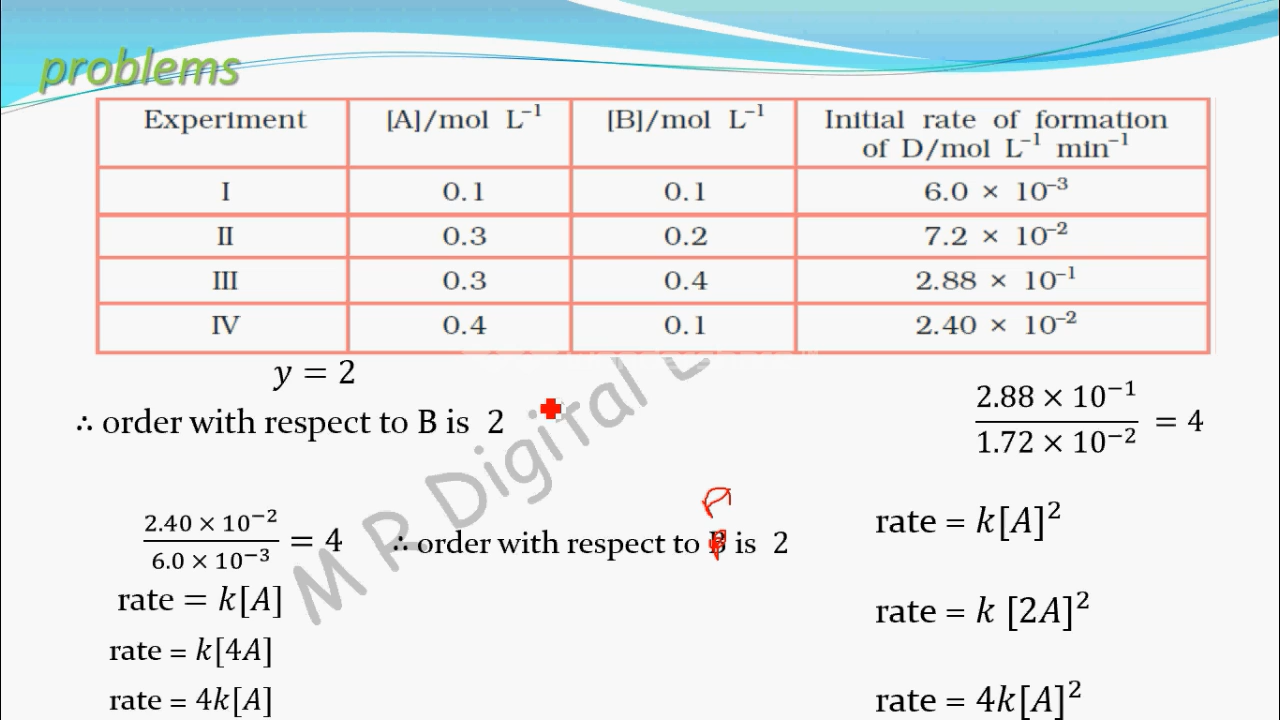 problems
Experiment [A]/mol L⁻¹ [B]/mol L⁻¹ Initial rate of formation of D/mol L⁻¹ min⁻¹
I 0.1 0.1 6.0 × 10⁻³
II 0.3 0.2 7.2 × 10⁻²
III 0.3 0.4 2.88 × 10⁻¹
IV 0.4 0.1 2.40 × 10⁻²
y = 2
∴ order with respect to B is 2
2.88 × 10⁻¹ / 1.72 × 10⁻² = 4
2.40 × 10⁻² / 6.0 × 10⁻³ = 4
∴ order with respect to B is 2
rate = k[A]
rate = k[4A]
rate = 4k[A]
rate = k[A]²
rate = k [2A]²
rate = 4k[A]²
M R Digital